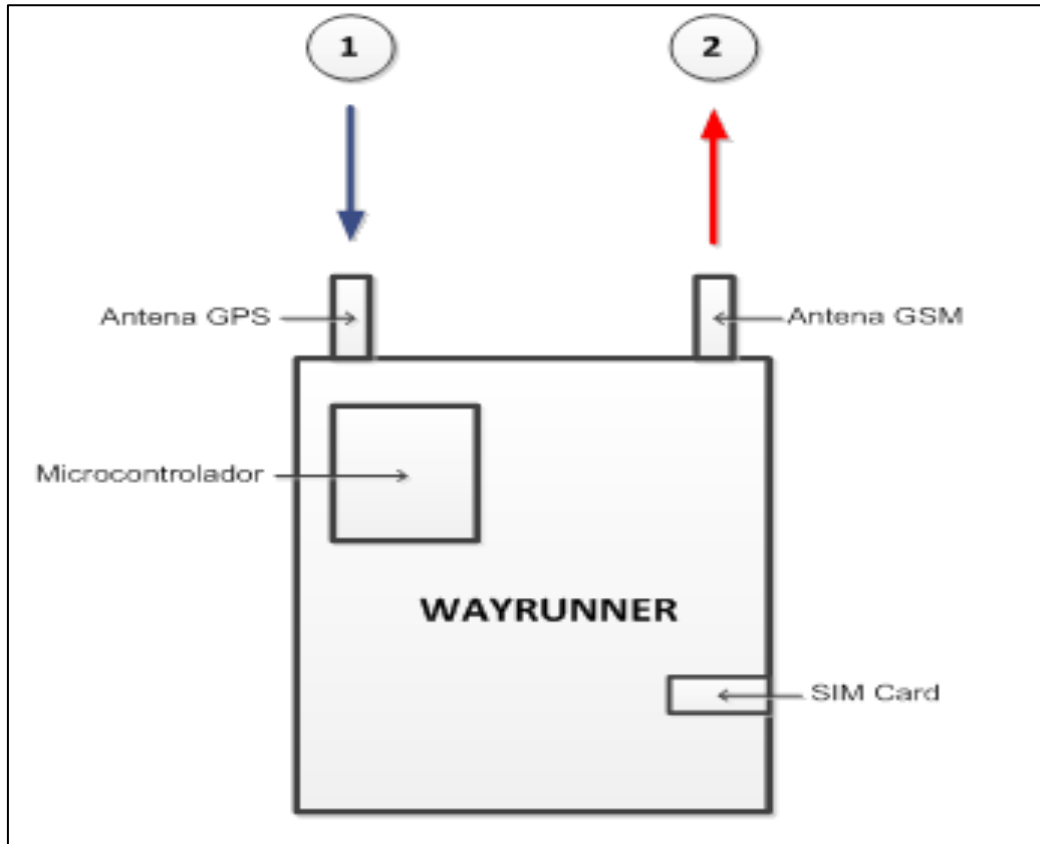 1
2
Antena GPS
Antena GSM
Microcontrolador
WAYRUNNER
SIM Card